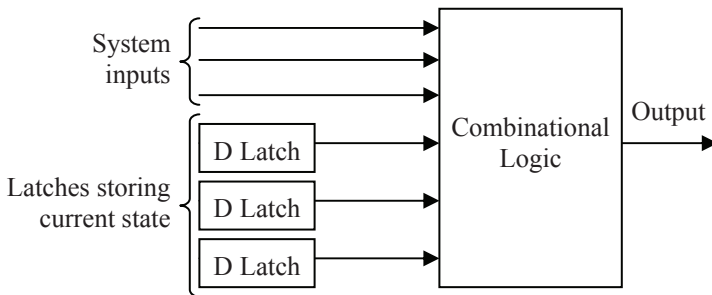 System
inputs
Latches storing
current state
D Latch
D Latch
D Latch
Combinational
Logic
Output